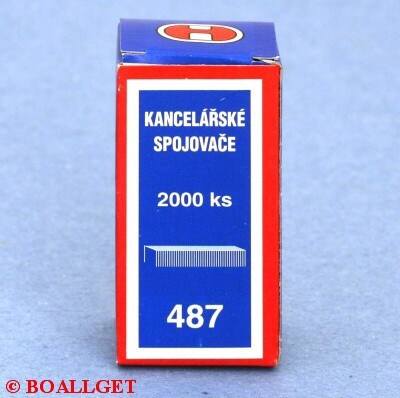 KANCELÁŘSKÉ
SPOJOVAČE
2000 ks
487
© BOALLGET